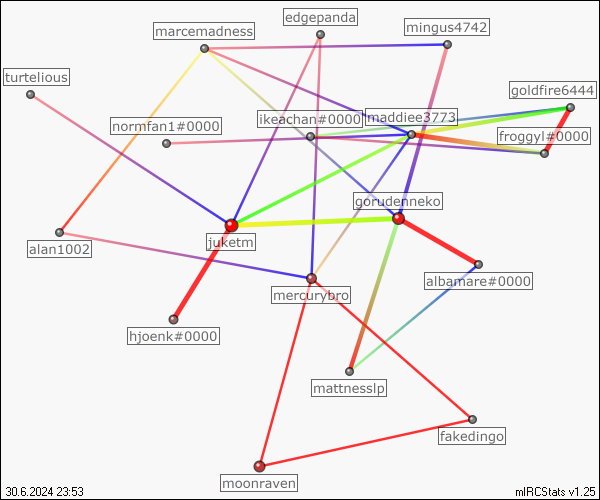 edgepanda
marcemadness
mingus4742
turtelious
goldfire6444
normfan1#0000
ikeachan#0000
maddiee3773
froggyl#0000
gorudenneko
juketm
alan1002
albamare#0000
mercurybro
hjoenk#0000
mattnesslp
fakedingo
moonraven
30.6.2024 23:53
mIRCStats v1.25